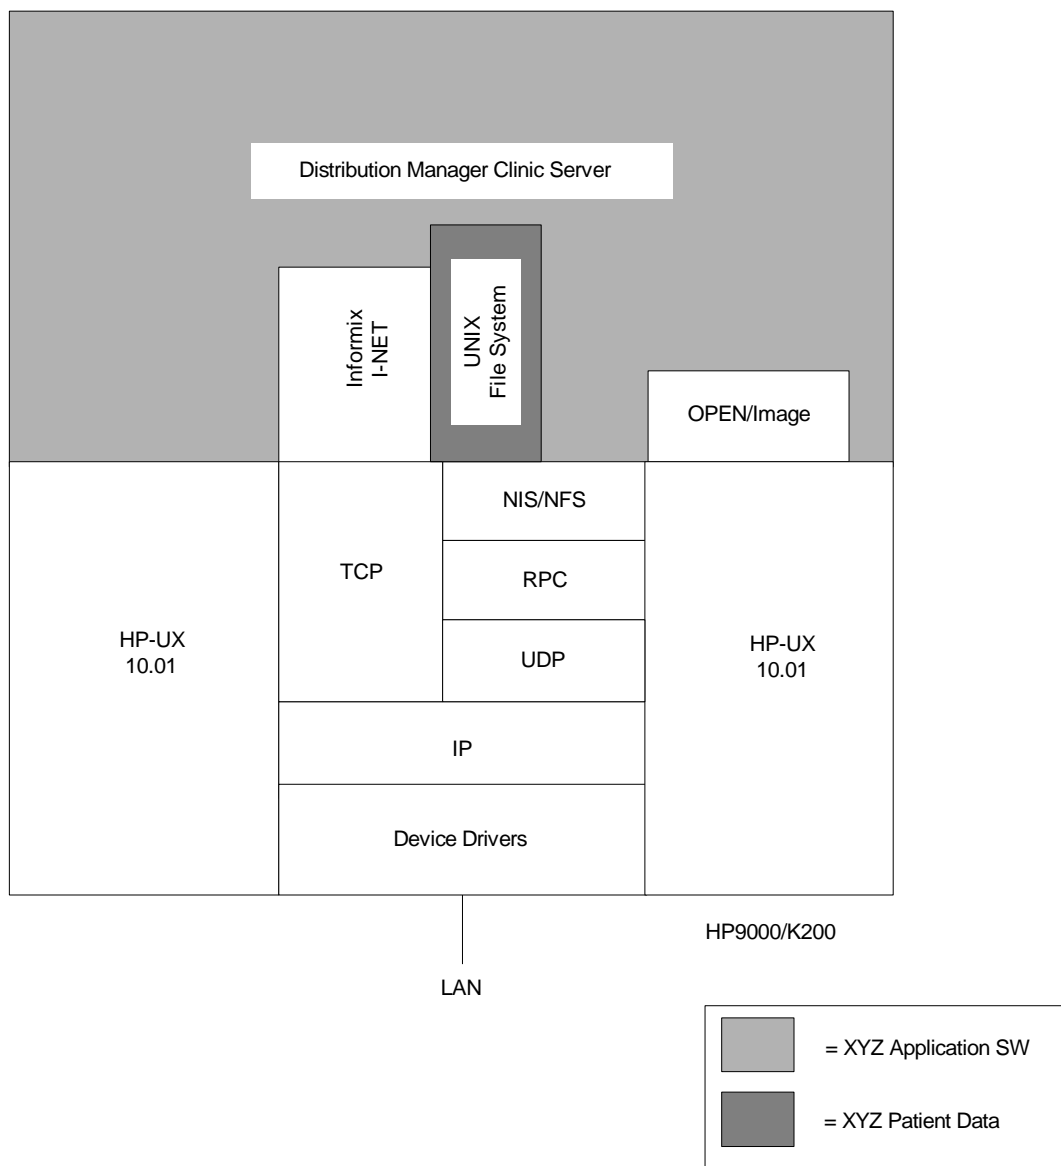 Distribution Manager Clinic Server
Informix
I-NET
UNIX
File System
OPEN/Image
NIS/NFS
TCP
RPC
HP-UX
10.01
UDP
HP-UX
10.01
IP
Device Drivers
HP9000/K200
LAN
= XYZ Application SW
= XYZ Patient Data